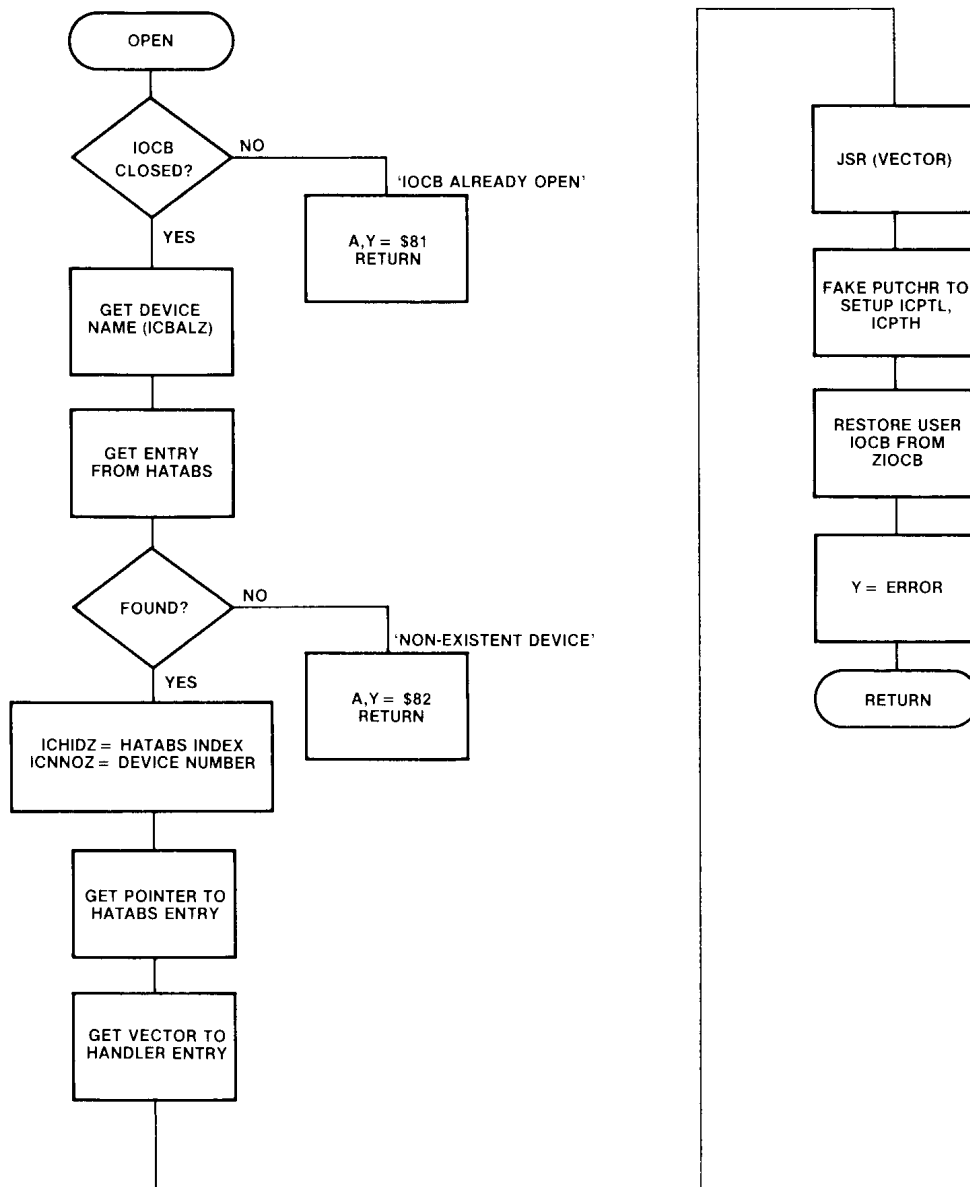 OPEN
IOCB
CLOSED?
NO
'IOCB ALREADY OPEN'
A,Y = $81
RETURN
YES
GET DEVICE
NAME (ICBALZ)
GET ENTRY
FROM HATABS
FOUND?
NO
'NON-EXISTENT DEVICE'
A,Y = $82
RETURN
YES
ICHIDZ = HATABS INDEX
ICNNOZ = DEVICE NUMBER
GET POINTER TO
HATABS ENTRY
GET VECTOR TO
HANDLER ENTRY
JSR (VECTOR)
FAKE PUTCHR TO
SETUP ICPTL,
ICPTH
RESTORE USER
IOCB FROM
ZIOCB
Y = ERROR
RETURN